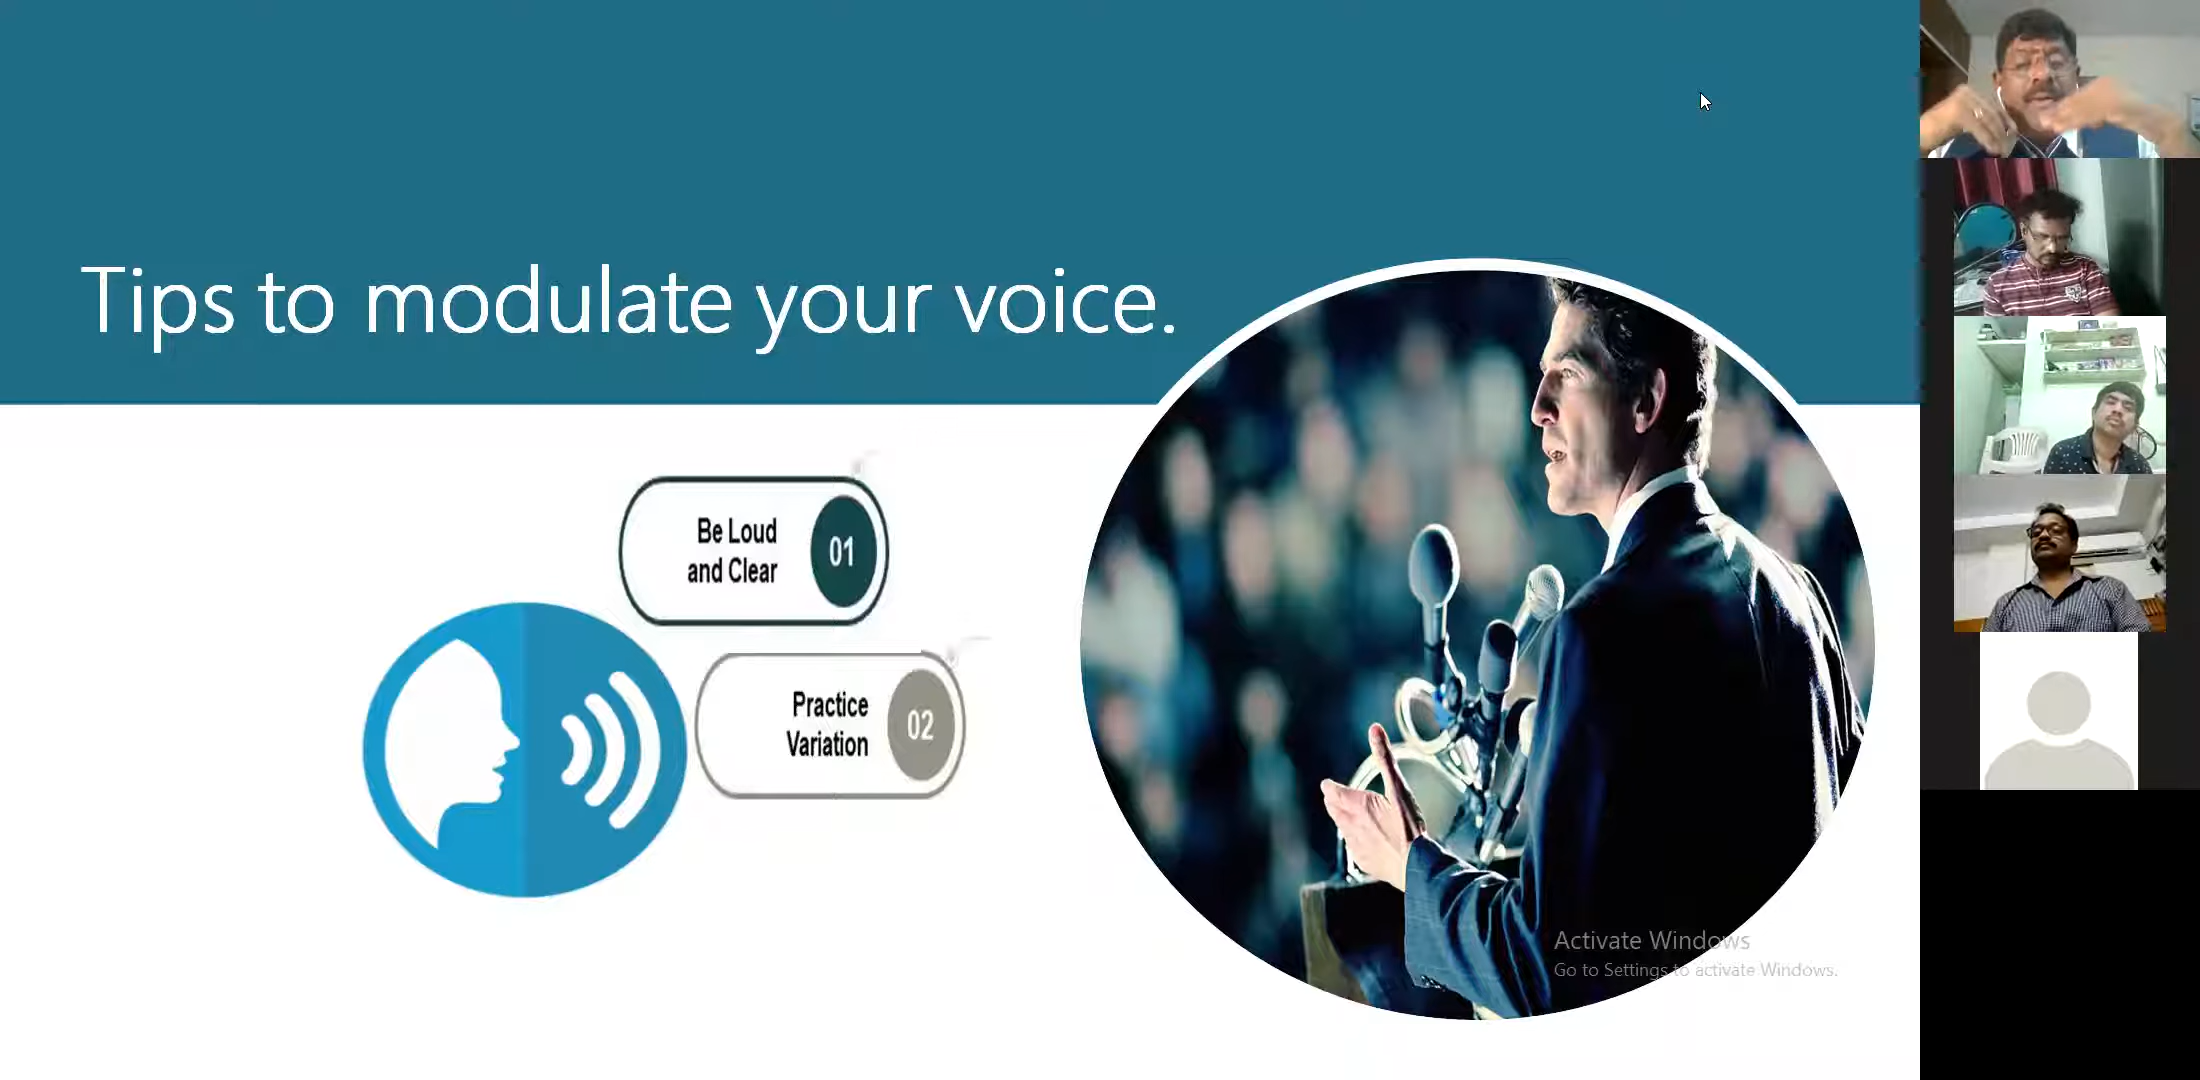 Tips to modulate your voice.
Be Loud
and Clear
01
Practice
Variation
02
Activate Windows
Go to Settings to activate Windows.